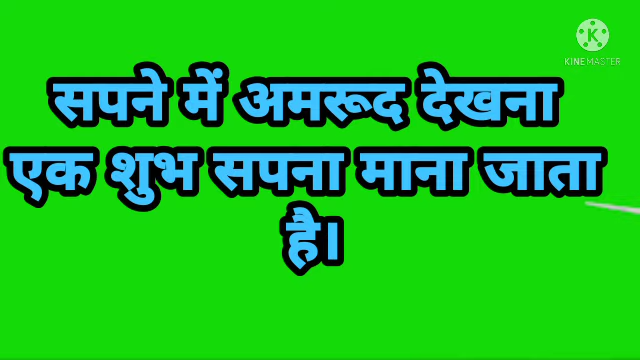 KINEMASTER
सपने में अमरूद देखना
एक शुभ सपना माना जाता
है।